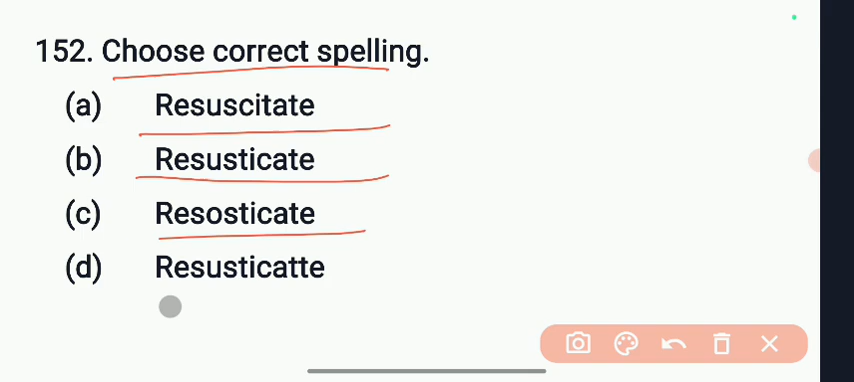 152. Choose correct spelling.
(a) Resuscitate
(b) Resusticate
(c) Resosticate
(d) Resusticatte